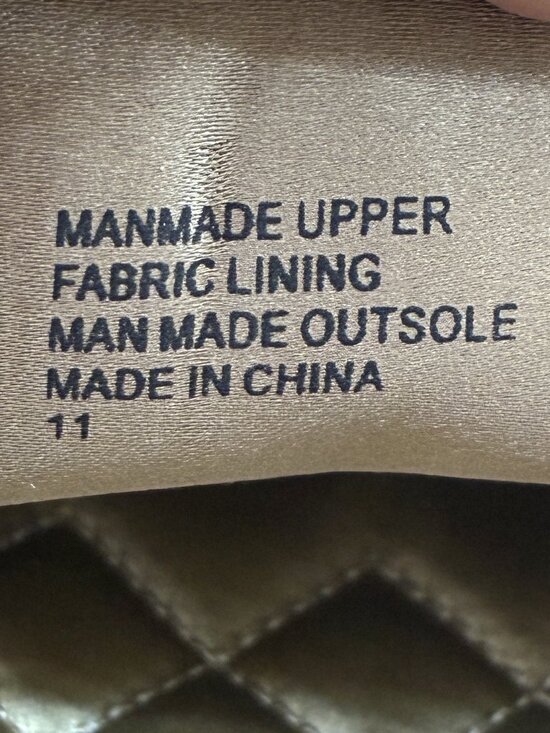 MANMADE UPPER
FABRIC LINING
MAN MADE OUTSOLE
MADE IN CHINA
11